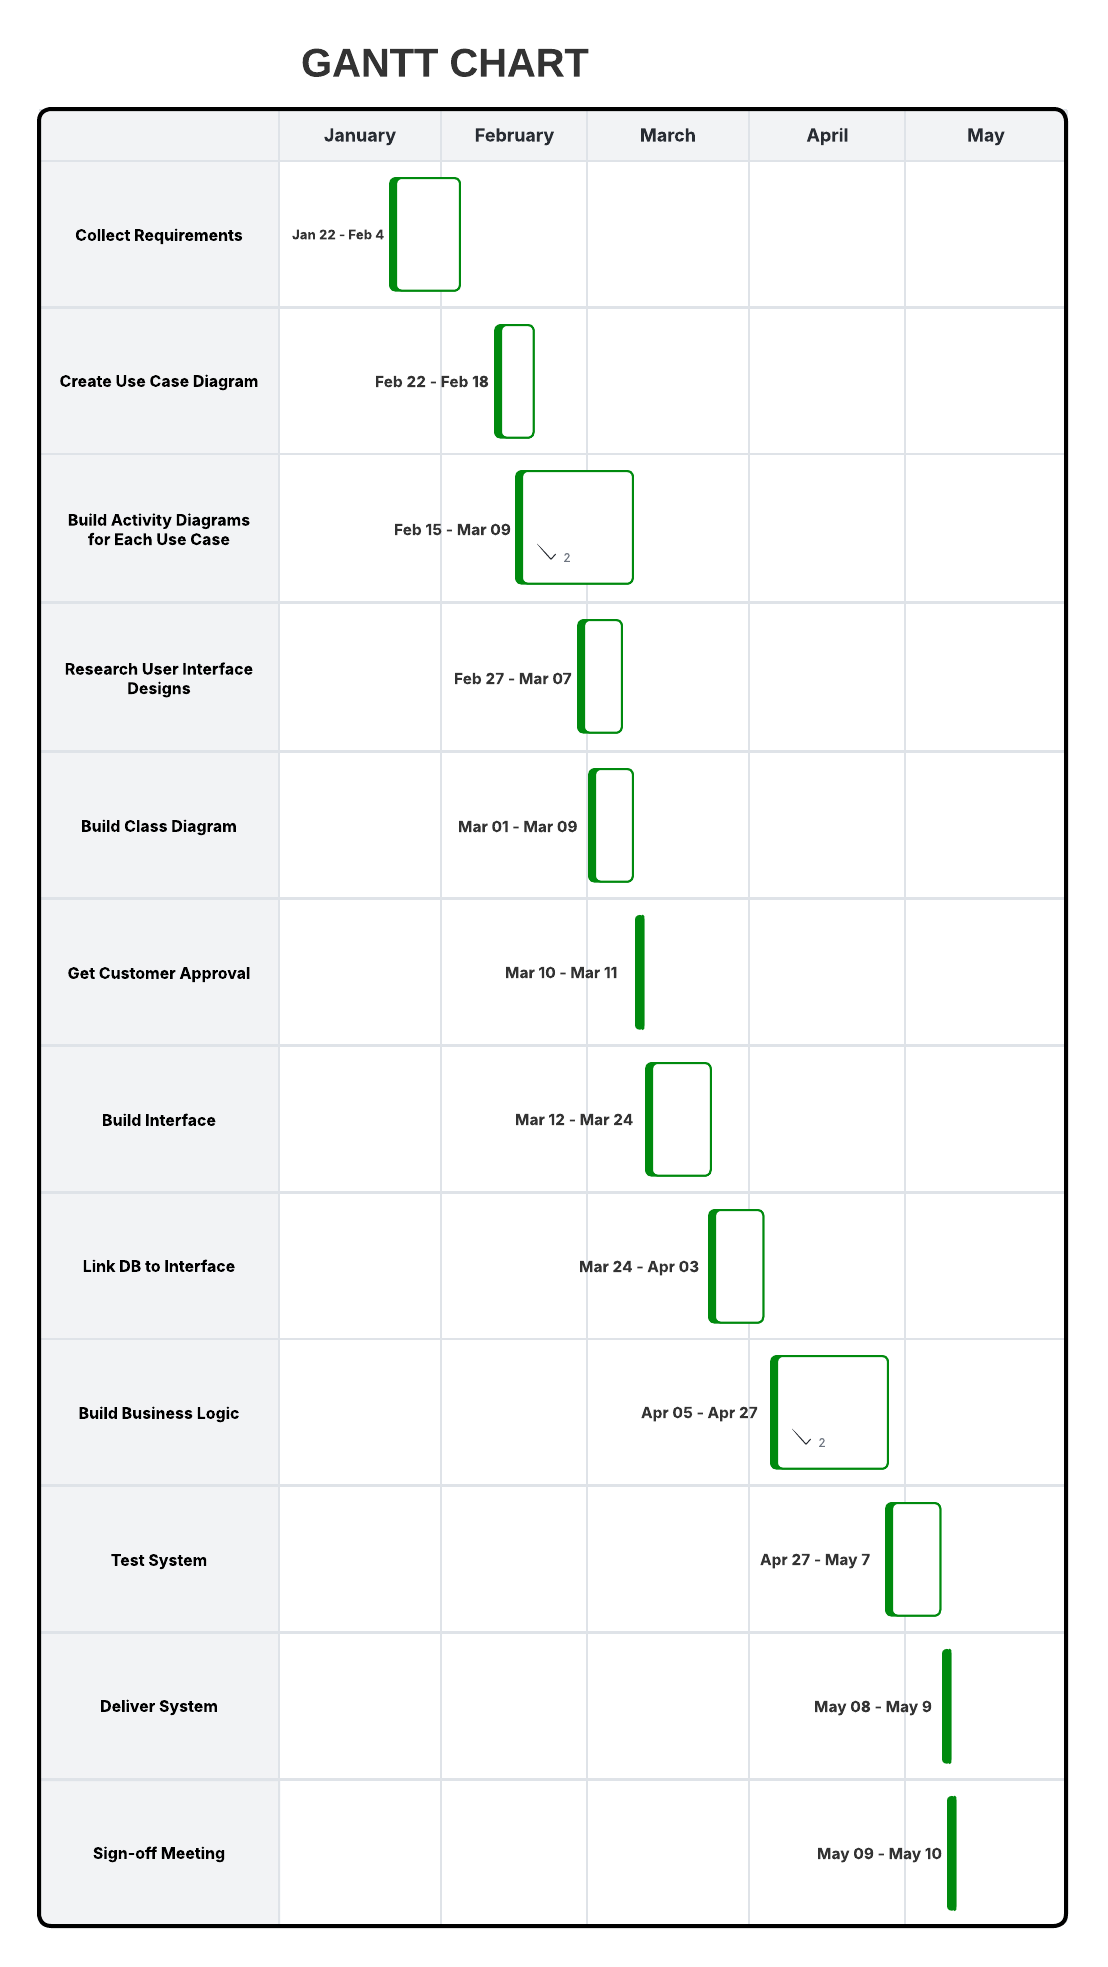 GANTT CHART
January
February
March
April
May
Collect Requirements
Jan 22 - Feb 4
Create Use Case Diagram
Feb 22 - Feb 18
Build Activity Diagrams
for Each Use Case
Feb 15 - Mar 09
2
Research User Interface
Designs
Feb 27 - Mar 07
Build Class Diagram
Mar 01 - Mar 09
Get Customer Approval
Mar 10 - Mar 11
Build Interface
Mar 12 - Mar 24
Link DB to Interface
Mar 24 - Apr 03
Build Business Logic
Apr 05 - Apr 27
2
Test System
Apr 27 - May 7
Deliver System
May 08 - May 9
Sign-off Meeting
May 09 - May 10